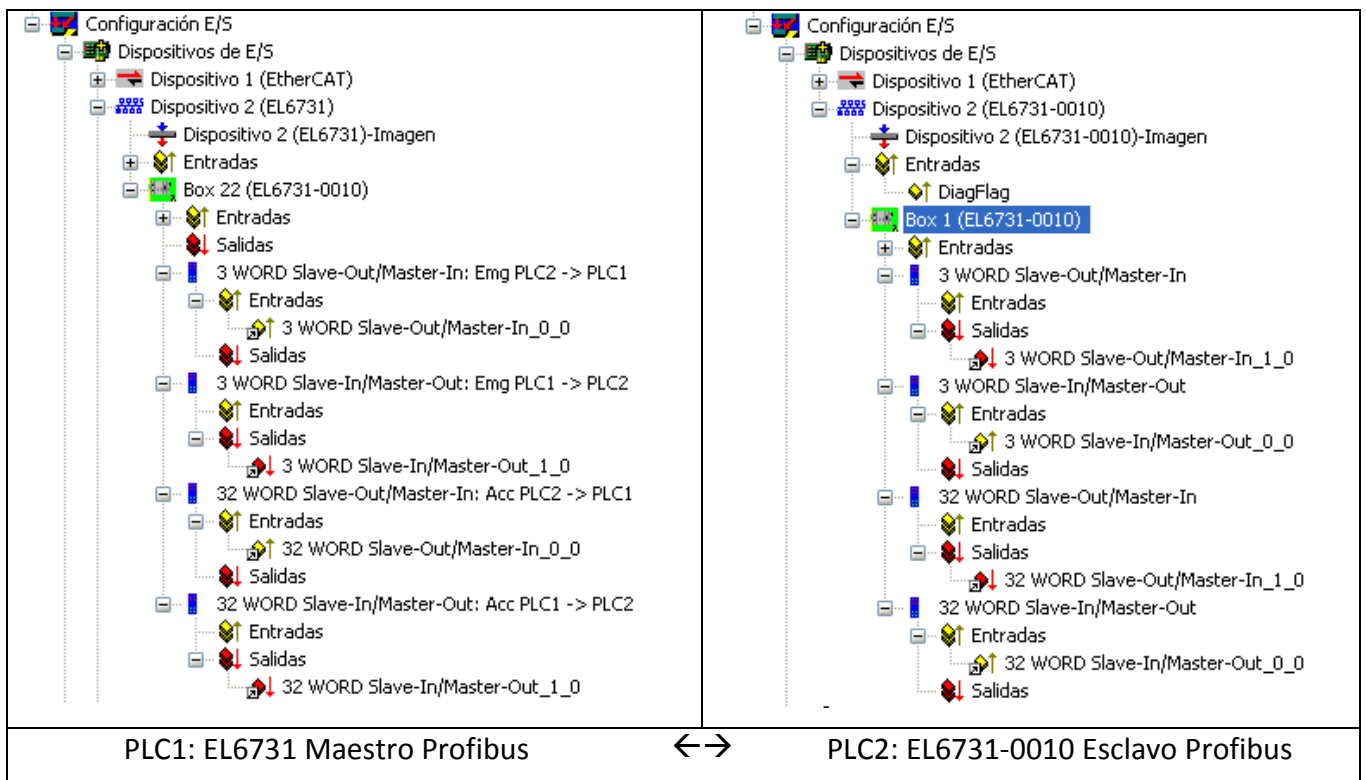 Configuración E/S
Dispositivos de E/S
Dispositivo 1 (EtherCAT)
Dispositivo 2 (EL6731)
Dispositivo 2 (EL6731)-Imagen
Entradas
Box 22 (EL6731-0010)
Entradas
Salidas
3 WORD Slave-Out/Master-In: Emg PLC2 -> PLC1
Entradas
3 WORD Slave-Out/Master-In_0_0
Salidas
3 WORD Slave-In/Master-Out: Emg PLC1 -> PLC2
Entradas
Salidas
3 WORD Slave-In/Master-Out_1_0
32 WORD Slave-Out/Master-In: Acc PLC2 -> PLC1
Entradas
32 WORD Slave-Out/Master-In_0_0
Salidas
32 WORD Slave-In/Master-Out: Acc PLC1 -> PLC2
Entradas
Salidas
32 WORD Slave-In/Master-Out_1_0
Configuración E/S
Dispositivos de E/S
Dispositivo 1 (EtherCAT)
Dispositivo 2 (EL6731-0010)
Dispositivo 2 (EL6731-0010)-Imagen
Entradas
DiagFlag
Box 1 (EL6731-0010)
Entradas
3 WORD Slave-Out/Master-In
Entradas
Salidas
3 WORD Slave-Out/Master-In_1_0
3 WORD Slave-In/Master-Out
Entradas
3 WORD Slave-In/Master-Out_0_0
Salidas
32 WORD Slave-Out/Master-In
Entradas
Salidas
32 WORD Slave-Out/Master-In_1_0
32 WORD Slave-In/Master-Out
Entradas
32 WORD Slave-In/Master-Out_0_0
Salidas
PLC1: EL6731 Maestro Profibus ←→ PLC2: EL6731-0010 Esclavo Profibus